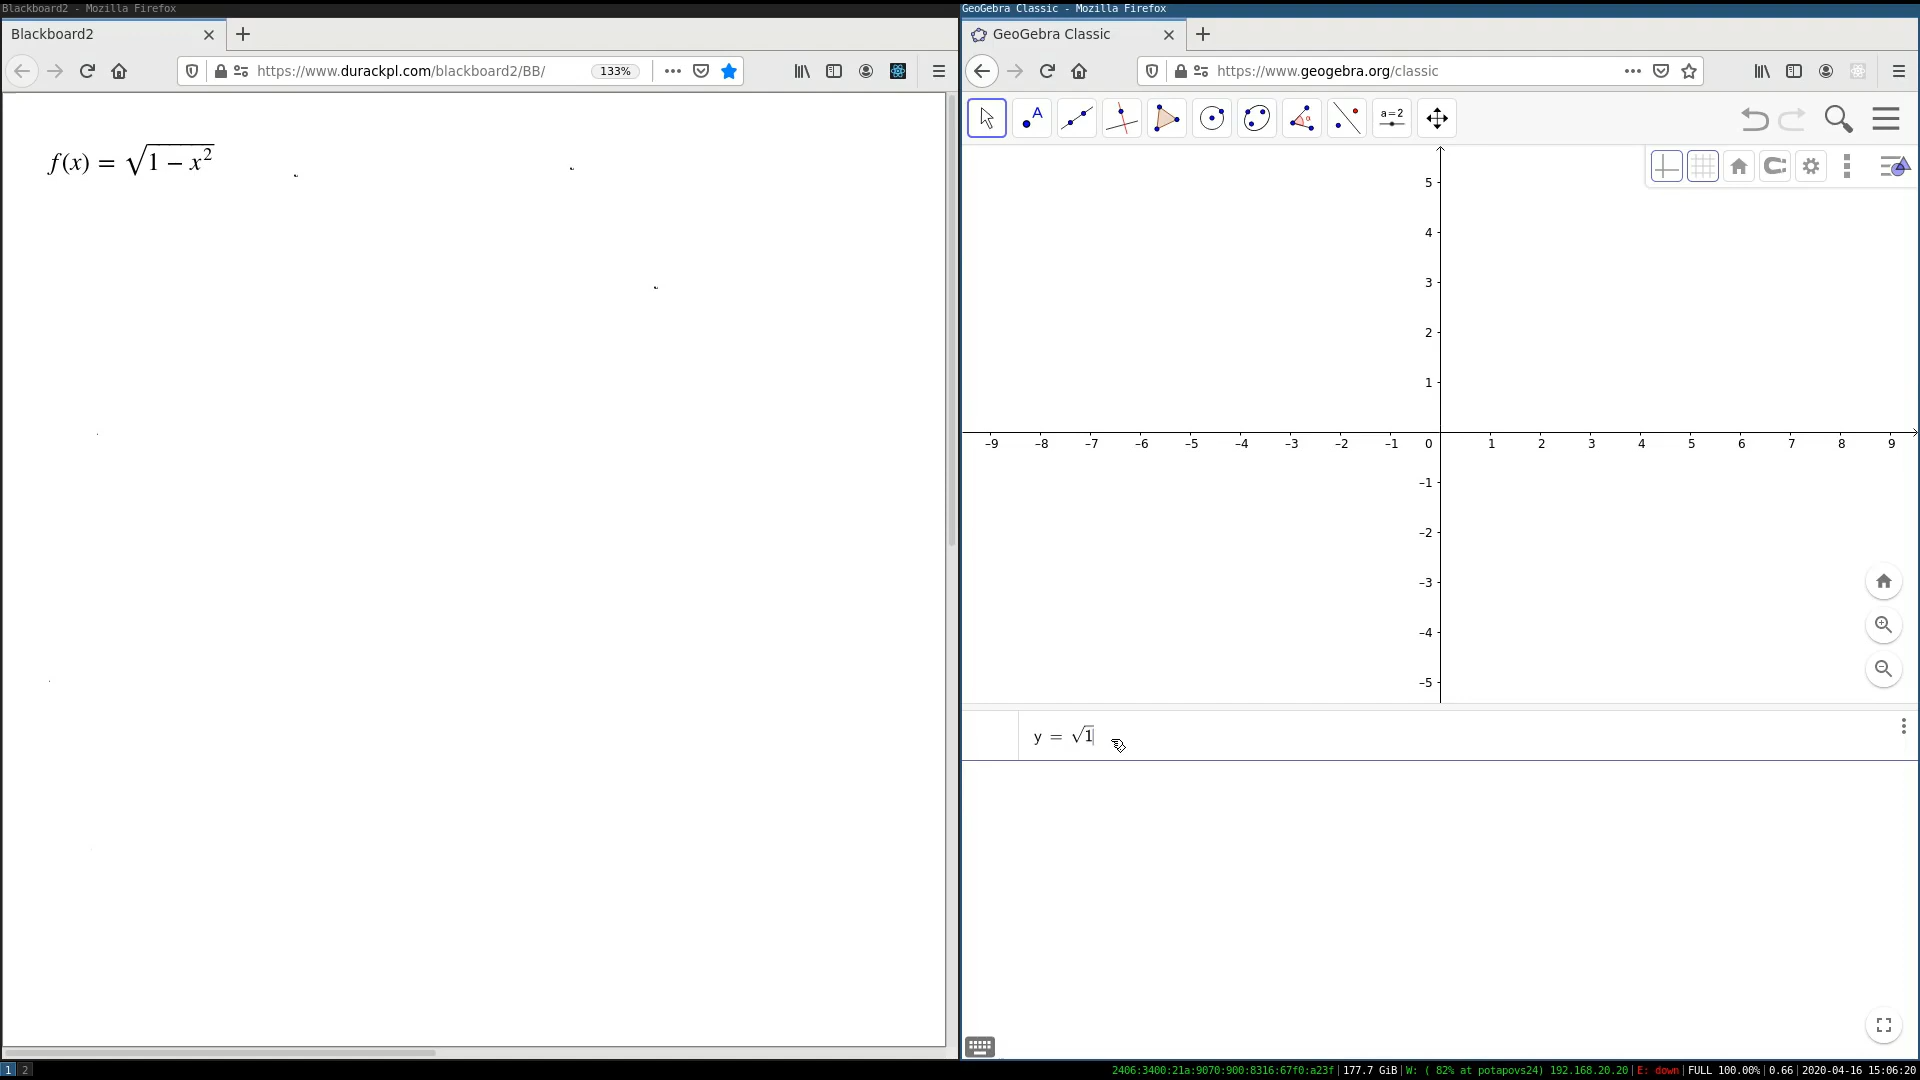 Blackboard2 - Mozilla Firefox
GeoGebra Classic - Mozilla Firefox
Blackboard2
GeoGebra Classic
https://www.durackpl.com/blackboard2/BB/
133%
https://www.geogebra.org/classic
A
a=2
f(x) = √1 − x²
5
4
3
2
1
–9 –8 –7 –6 –5 –4 –3 –2 –1 0 1 2 3 4 5 6 7 8 9
–1
–2
–3
–4
–5
y = √1
1 2
2406:3400:21a:9070:900:8316:67f0:a23f|177.7 GiB|W: ( 82% at potapovs24) 192.168.20.20|E: down|FULL 100.00%|0.66|2020-04-16 15:06:20